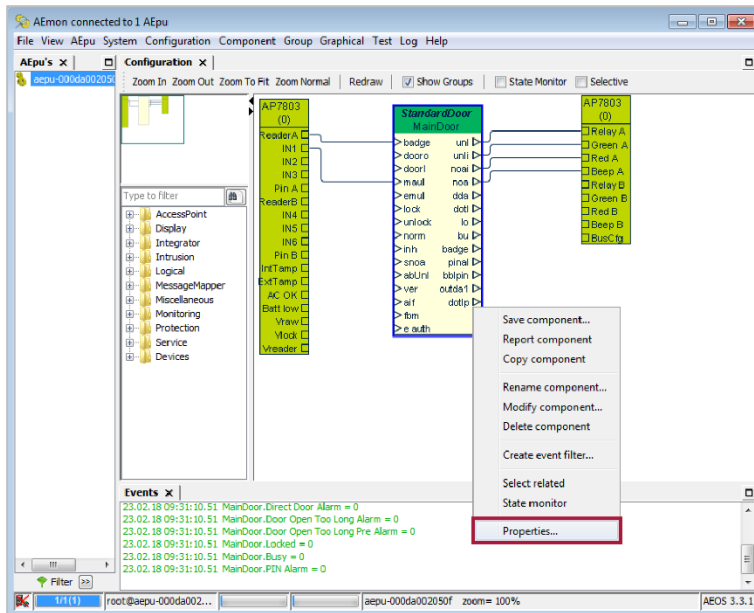 AEmon connected to 1 AEpu
File View AEpu System Configuration Component Group Graphical Test Log Help
AEpu's
Configuration
aepu-000da002050
Zoom In Zoom Out Zoom To Fit Zoom Normal Redraw Show Groups State Monitor Selective
AP7803
(0)
ReaderA
IN1
IN2
IN3
Pin A
ReaderB
IN4
IN5
IN6
Pin B
IntTamp
ExtTamp
AC OK
Batt low
Vraw
Vlock
Vreader
StandardDoor
MainDoor
badge unl
dooro unli
doorl noai
maul noa
emul dda
lock dotl
unlock lo
norm bu
inh badge
snoa pinal
abUnl bblpin
ver outda1
aif dotlp
fbm
e auth
AP7803
(0)
Relay A
Green A
Red A
Beep A
Relay B
Green B
Red B
Beep B
BusCfg
Type to filter
AccessPoint
Display
Integrator
Intrusion
Logical
MessageMapper
Miscellaneous
Monitoring
Protection
Service
Devices
Save component...
Report component
Copy component
Rename component...
Modify component...
Delete component
Create event filter...
Select related
State monitor
Properties...
Events
23.02.18 09:31:10.51 MainDoor.Direct Door Alarm = 0
23.02.18 09:31:10.51 MainDoor.Door Open Too Long Alarm = 0
23.02.18 09:31:10.51 MainDoor.Door Open Too Long Pre Alarm = 0
23.02.18 09:31:10.51 MainDoor.Locked = 0
23.02.18 09:31:10.51 MainDoor.Busy = 0
23.02.18 09:31:10.51 MainDoor.PIN Alarm = 0
Filter
1/1(1) root@aepu-000da002... aepu-000da002050f zoom= 100% AEOS 3.3.1